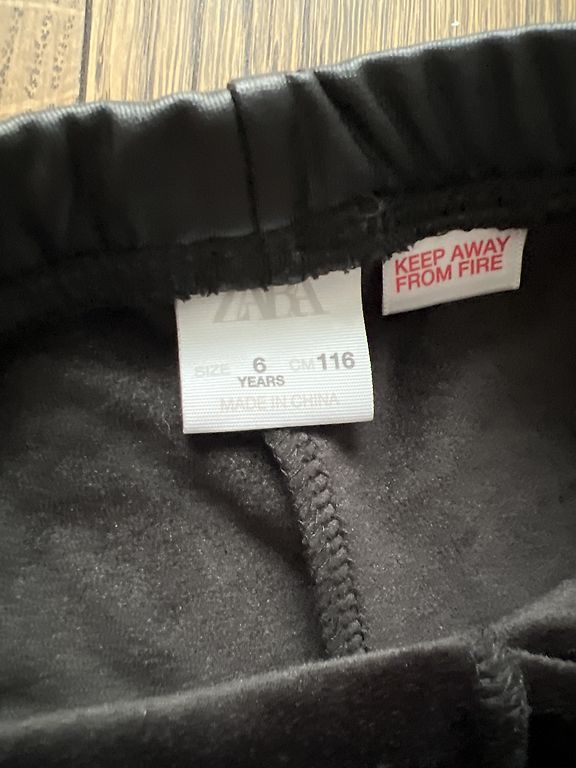 ZARA
SIZE 6 CM 116
YEARS
MADE IN CHINA
KEEP AWAY
FROM FIRE